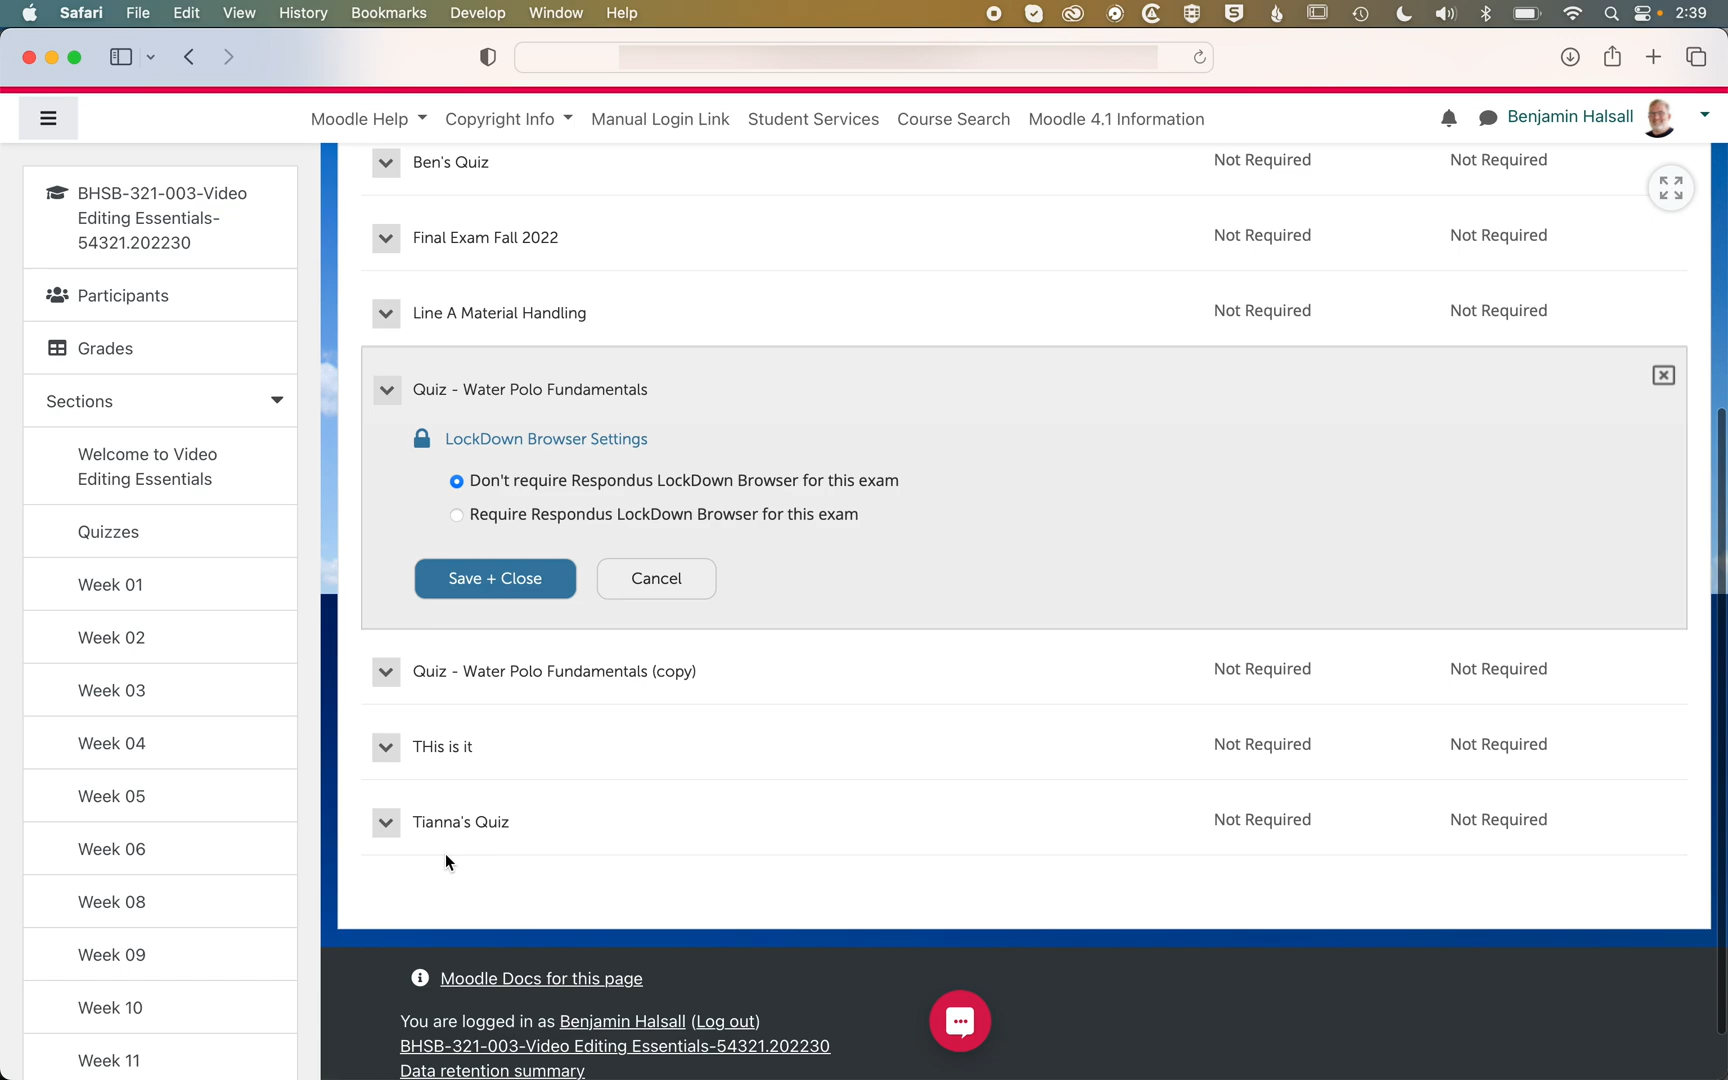 Safari File Edit View History Bookmarks Develop Window Help 2:39
Moodle Help Copyright Info Manual Login Link Student Services Course Search Moodle 4.1 Information Benjamin Halsall
BHSB-321-003-Video
Editing Essentials-
54321.202230
Participants
Grades
Sections
Welcome to Video
Editing Essentials
Quizzes
Week 01
Week 02
Week 03
Week 04
Week 05
Week 06
Week 08
Week 09
Week 10
Week 11
Ben's Quiz Not Required Not Required
Final Exam Fall 2022 Not Required Not Required
Line A Material Handling Not Required Not Required
Quiz - Water Polo Fundamentals
LockDown Browser Settings
Don't require Respondus LockDown Browser for this exam
Require Respondus LockDown Browser for this exam
Save + Close Cancel
Quiz - Water Polo Fundamentals (copy) Not Required Not Required
THis is it Not Required Not Required
Tianna's Quiz Not Required Not Required
Moodle Docs for this page
You are logged in as Benjamin Halsall (Log out)
BHSB-321-003-Video Editing Essentials-54321.202230
Data retention summary